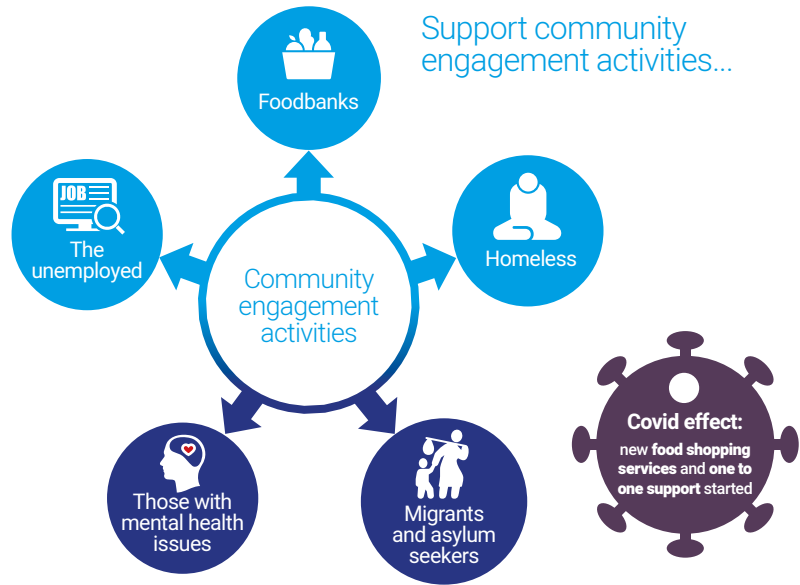 Support community
engagement activities...
Foodbanks
JOB
The
unemployed
Homeless
Community
engagement
activities
Those with
mental health
issues
Migrants
and asylum
seekers
Covid effect:
new food shopping
services and one to
one support started